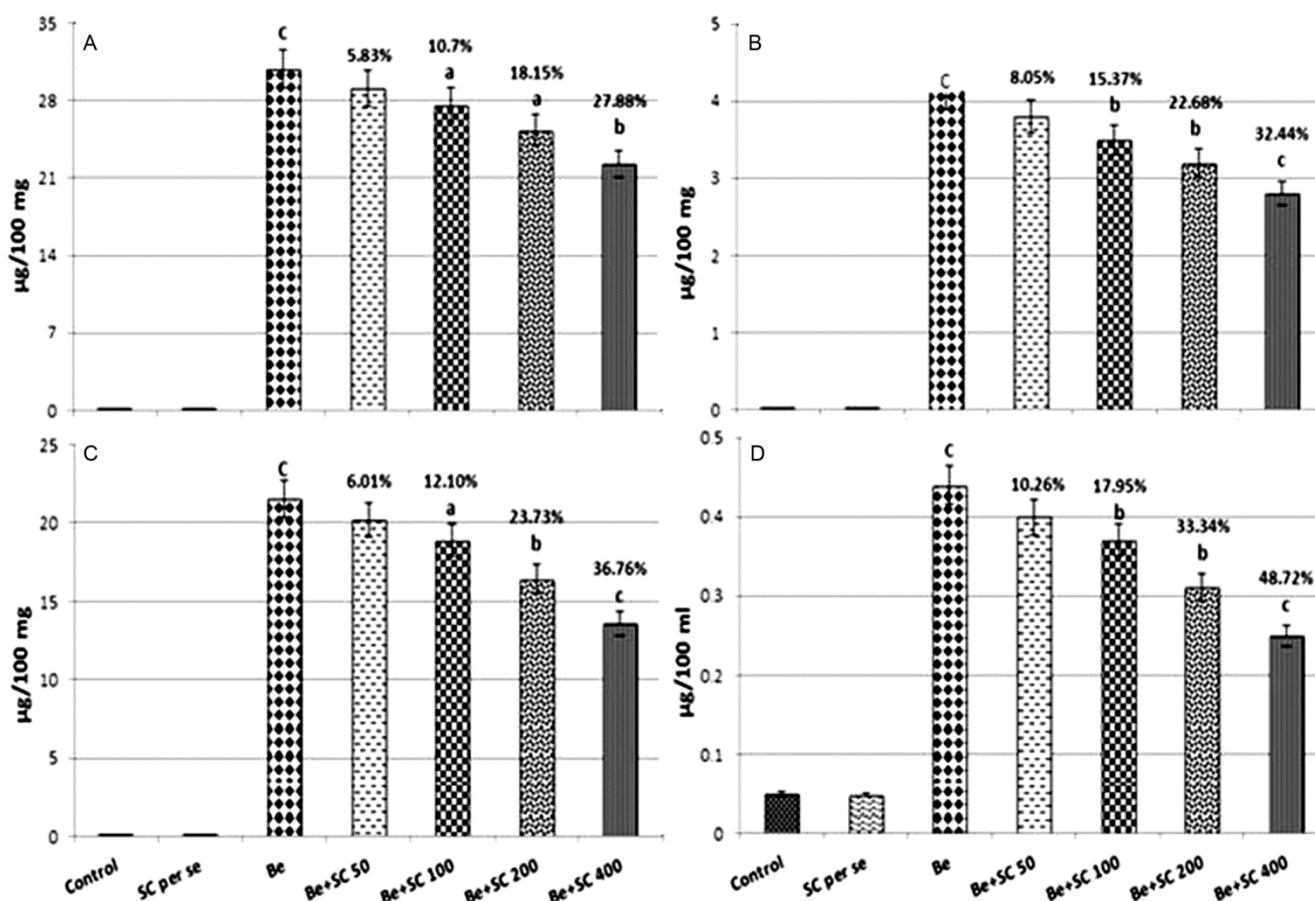 A
35
28
21
14
7
0
µg/100 mg
c
5.83%
10.7%
a
18.15%
a
27.88%
b
B
5
4
3
2
1
0
µg/100 mg
C
8.05%
15.37%
b
22.68%
b
32.44%
c
C
25
20
15
10
5
0
µg/100 mg
C
6.01%
12.10%
a
23.73%
b
36.76%
c
Control
SC per se
Be
Be+SC 50
Be+SC 100
Be+SC 200
Be+SC 400
D
0.5
0.4
0.3
0.2
0.1
0
µg/100 ml
c
10.26%
17.95%
b
33.34%
b
48.72%
c
Control
SC per se
Be
Be+SC 50
Be+SC 100
Be+SC 200
Be+SC 400